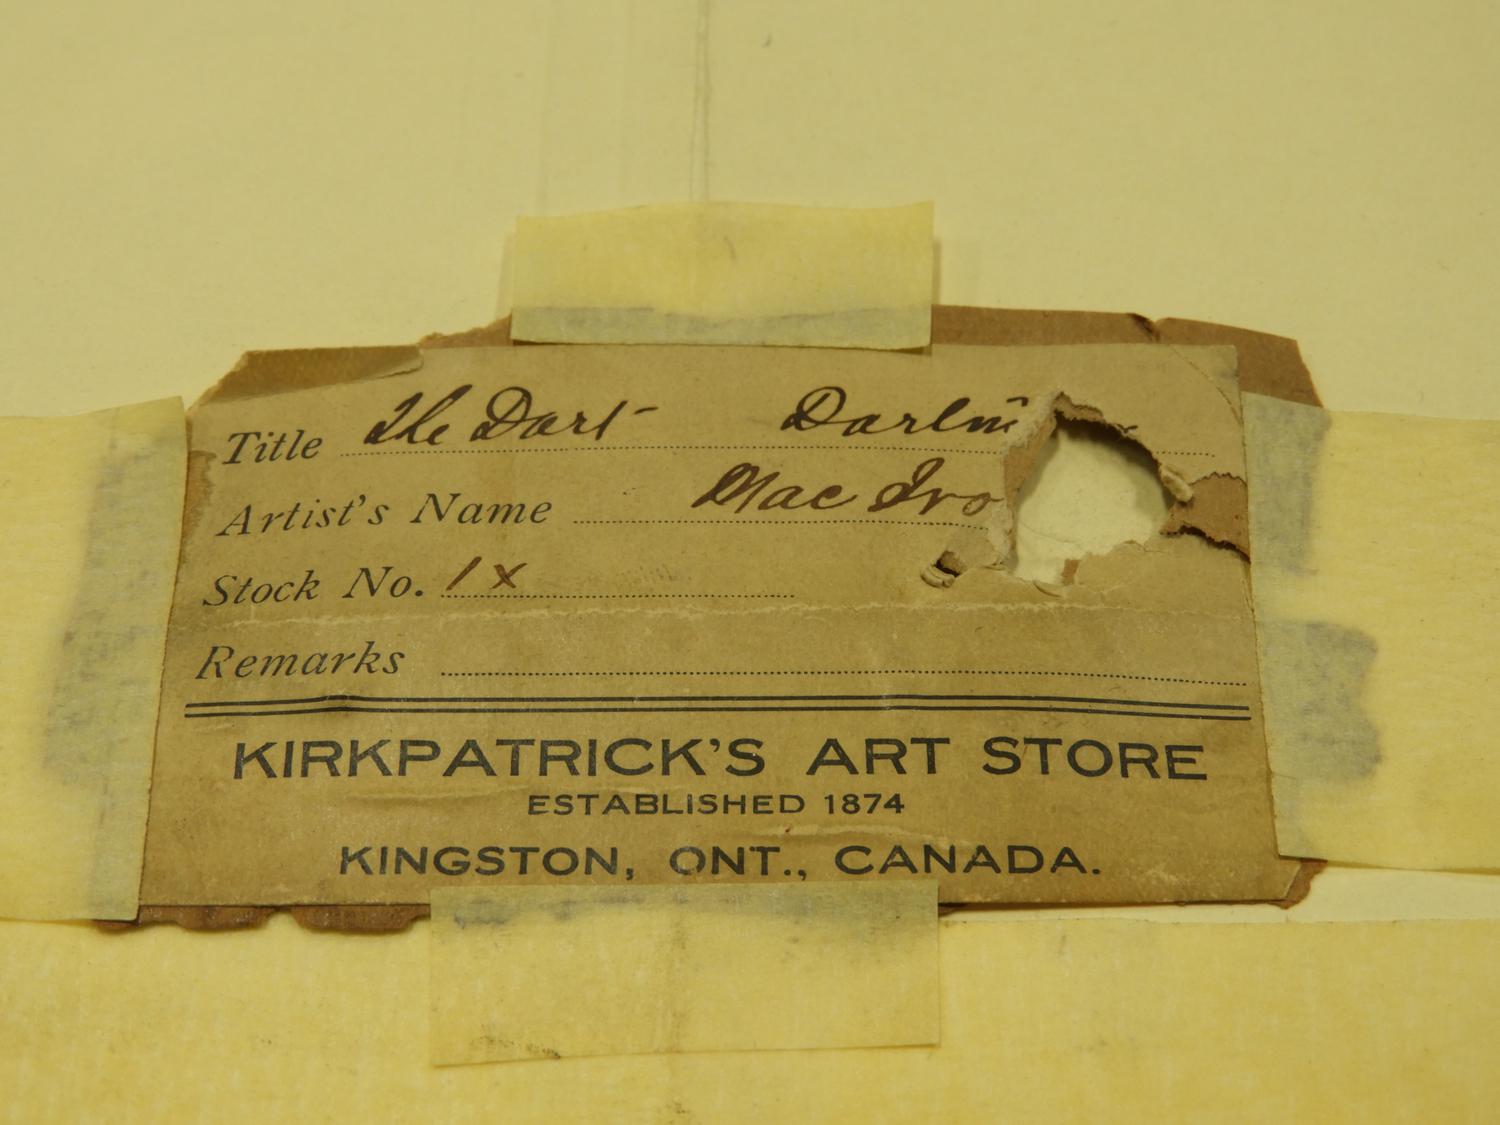 Title The Dart - Darlin
Artist's Name Mac Iro
Stock No. 1 x
Remarks
KIRKPATRICK'S ART STORE
ESTABLISHED 1874
KINGSTON, ONT., CANADA.